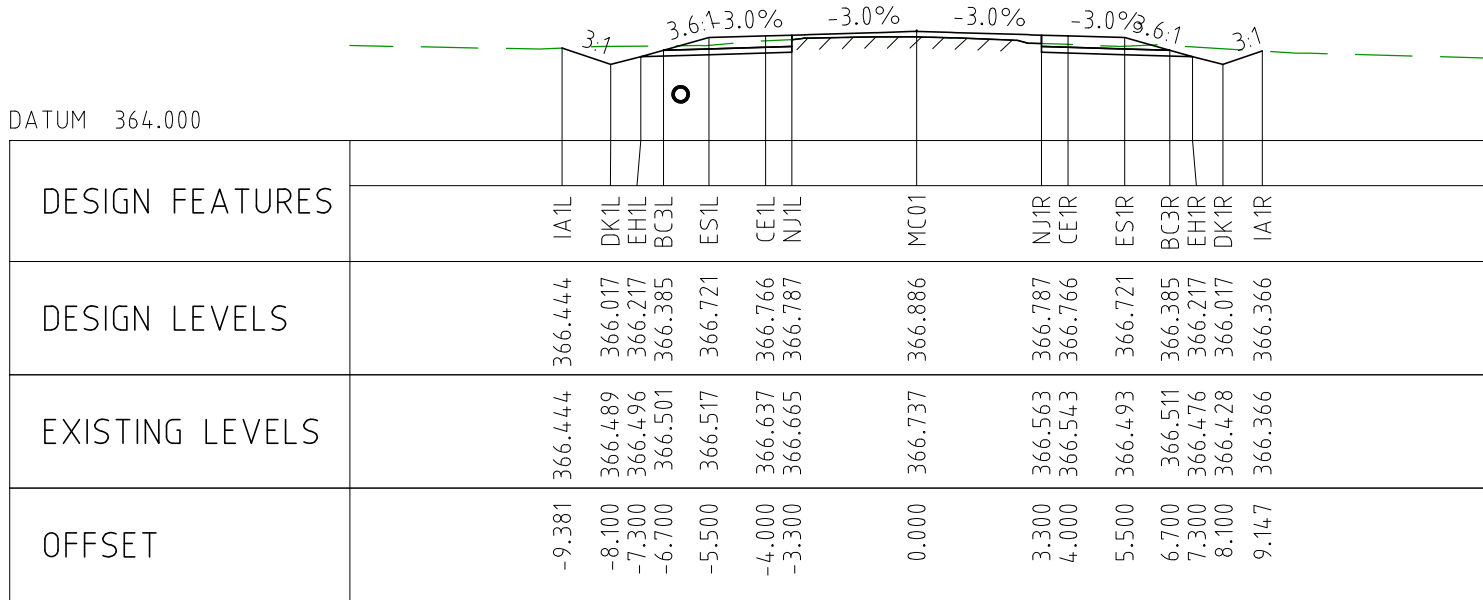 3:1 3.6:1 -3.0% -3.0% -3.0% -3.0% 3.6:1 3:1
DATUM 364.000
DESIGN FEATURES IA1L DK1L EH1L BC3L ES1L CE1L NJ1L MC01 NJ1R CE1R ES1R BC3R EH1R DK1R IA1R
DESIGN LEVELS 366.444 366.017 366.217 366.385 366.721 366.766 366.787 366.886 366.787 366.766 366.721 366.385 366.217 366.017 366.366
EXISTING LEVELS 366.444 366.489 366.496 366.501 366.517 366.637 366.665 366.737 366.563 366.543 366.493 366.511 366.476 366.428 366.366
OFFSET -9.381 -8.100 -7.300 -6.700 -5.500 -4.000 -3.300 0.000 3.300 4.000 5.500 6.700 7.300 8.100 9.147